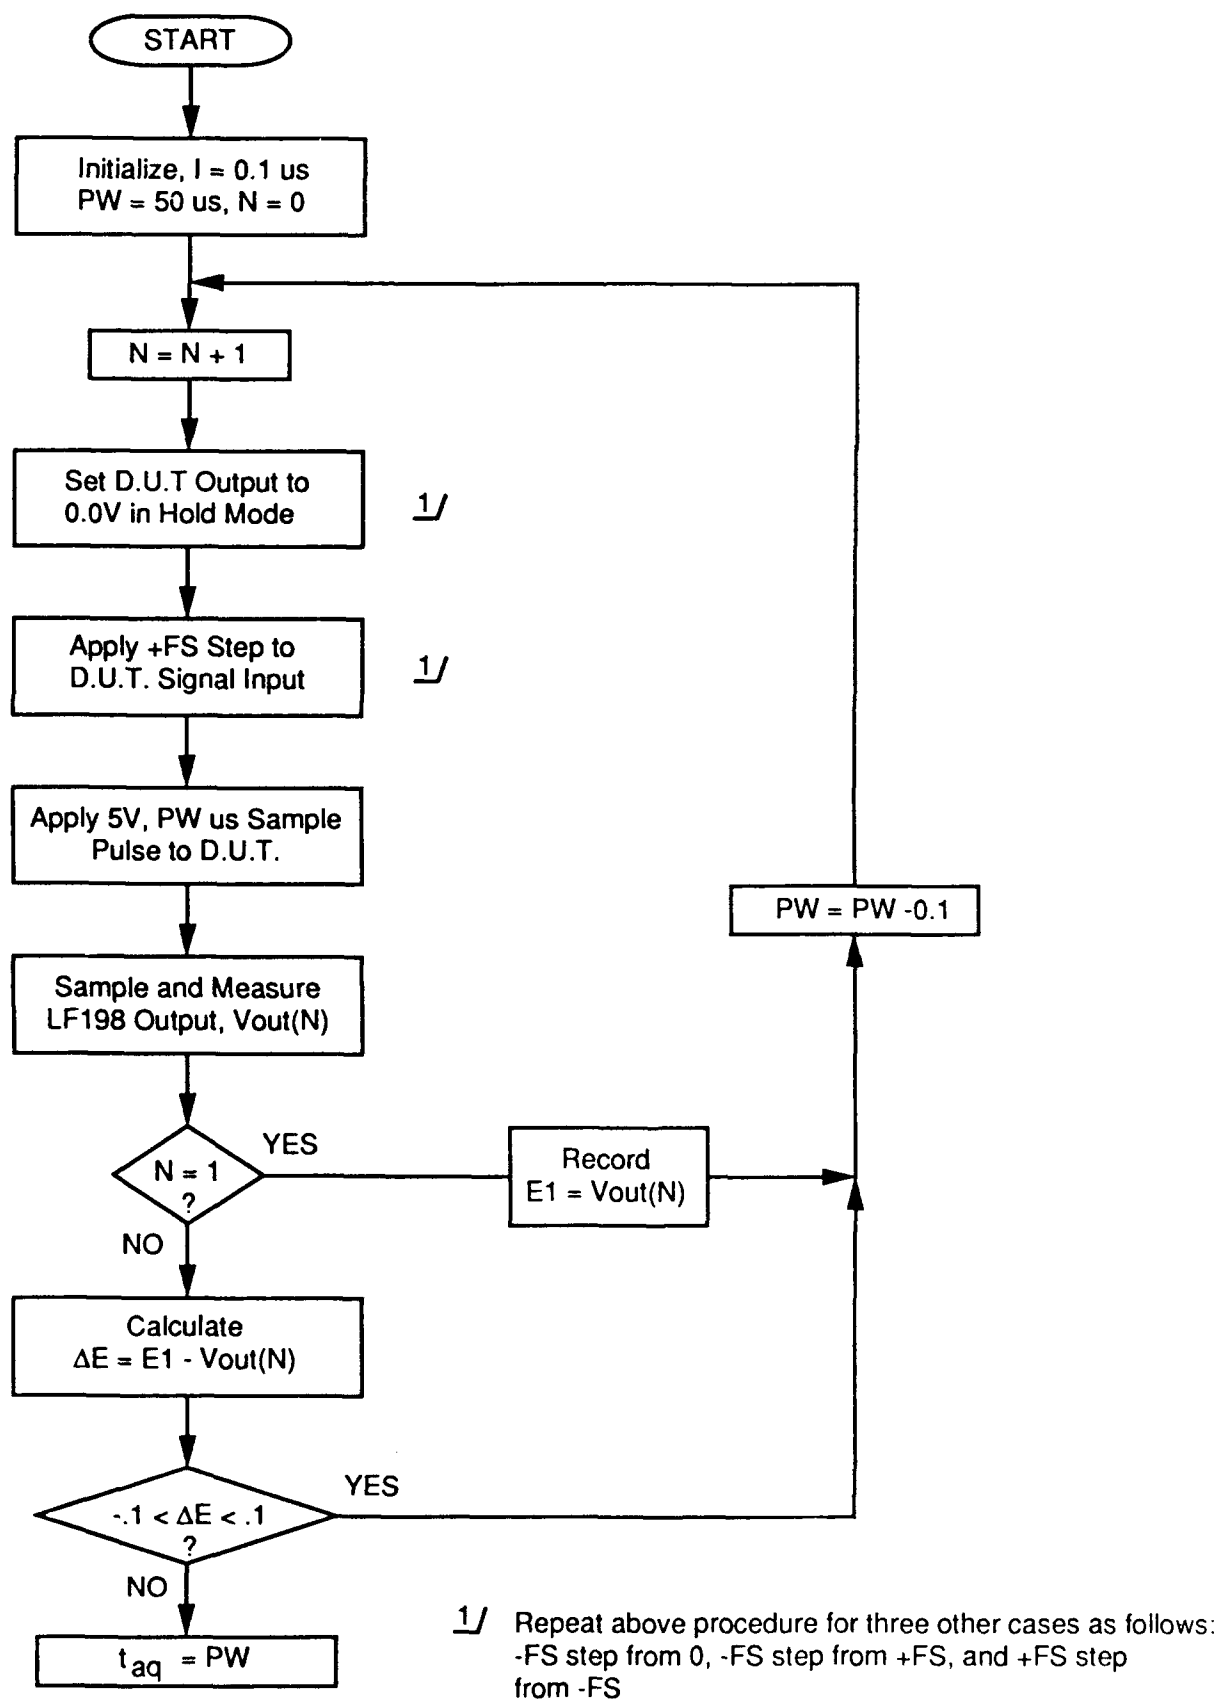 START
Initialize, I = 0.1 us
PW = 50 us, N = 0
N = N + 1
Set D.U.T Output to
0.0V in Hold Mode
1/
Apply +FS Step to
D.U.T. Signal Input
1/
Apply 5V, PW us Sample
Pulse to D.U.T.
PW = PW -0.1
Sample and Measure
LF198 Output, Vout(N)
N = 1
?
YES
Record
E1 = Vout(N)
NO
Calculate
ΔE = E1 - Vout(N)
-.1 < ΔE < .1
?
YES
NO
t aq = PW
1/ Repeat above procedure for three other cases as follows:
-FS step from 0, -FS step from +FS, and +FS step
from -FS